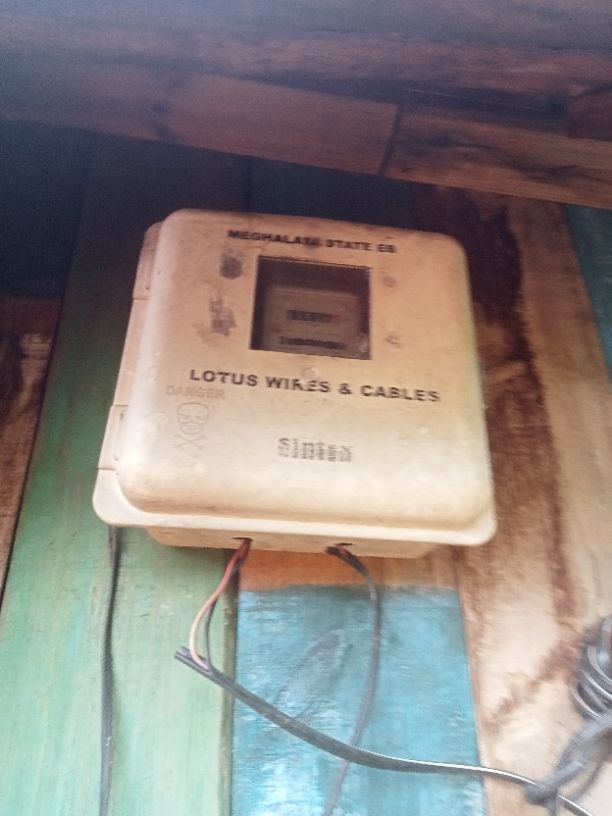 MEGHALAYA STATE EB
LOTUS WIRES & CABLES
DANGER
Sintex